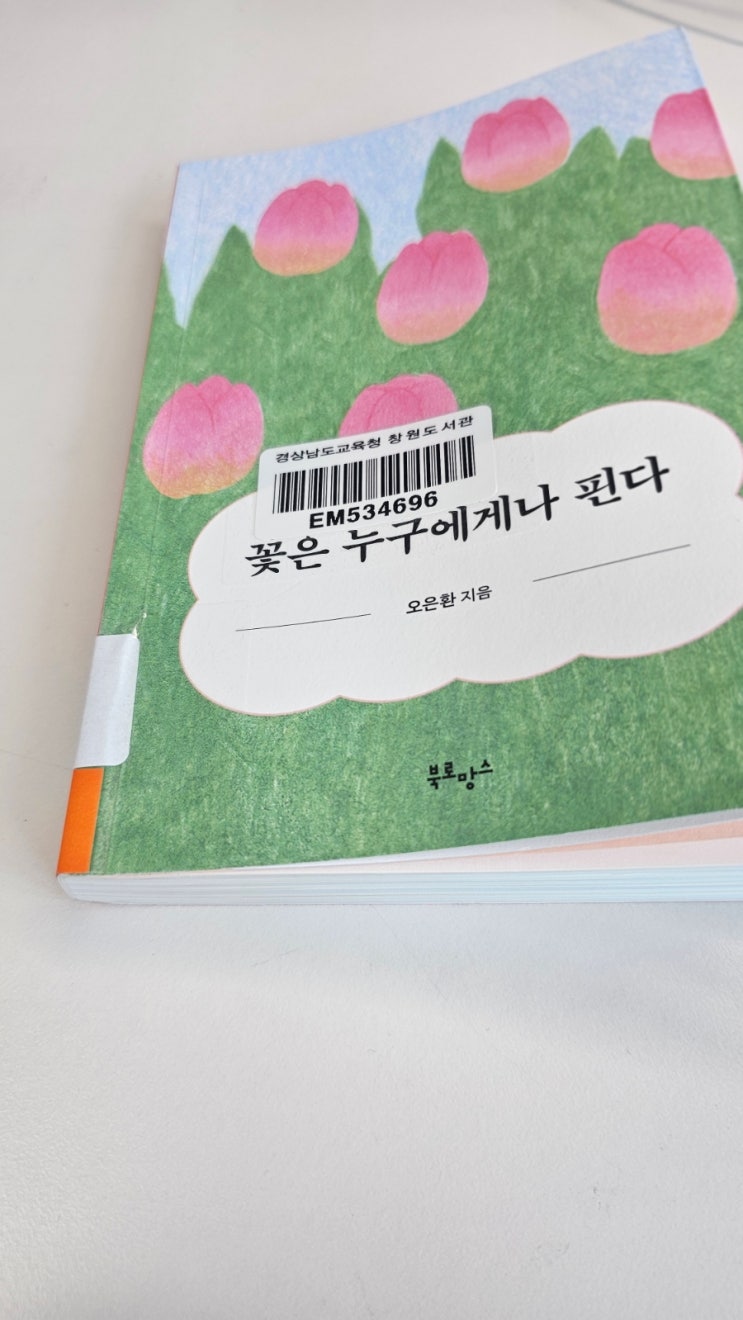 경상남도교육청 창원도서관
EM534696
꽃은 누구에게나 핀다
오은환 지음
북로망스